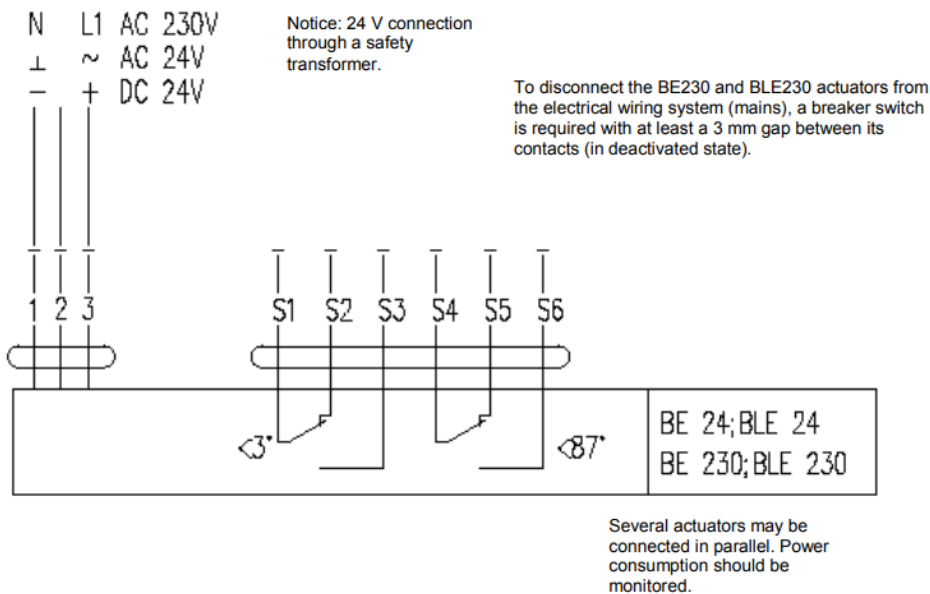 N L1 AC 230V
⊥ ~ AC 24V
− + DC 24V
Notice: 24 V connection
through a safety
transformer.
To disconnect the BE230 and BLE230 actuators from
the electrical wiring system (mains), a breaker switch
is required with at least a 3 mm gap between its
contacts (in deactivated state).
1 2 3
S1 S2 S3 S4 S5 S6
<3°
<87°
BE 24; BLE 24
BE 230; BLE 230
Several actuators may be
connected in parallel. Power
consumption should be
monitored.